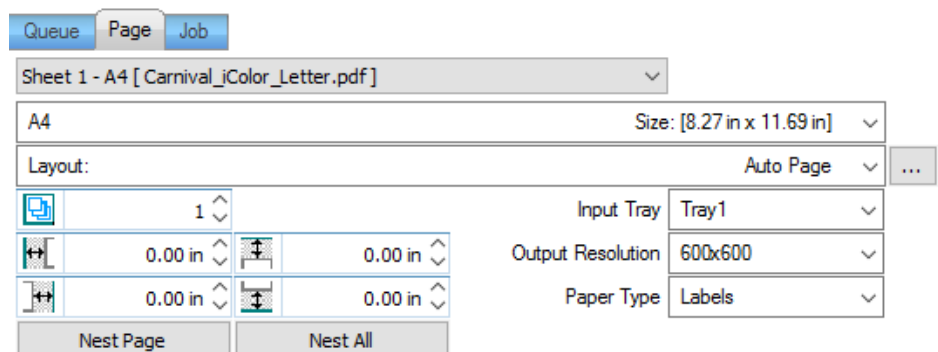 Queue Page Job
Sheet 1 - A4 [ Carnival_iColor_Letter.pdf ]
A4 Size: [8.27 in x 11.69 in]
Layout: Auto Page ...
1 Input Tray Tray1
0.00 in 0.00 in Output Resolution 600x600
0.00 in 0.00 in Paper Type Labels
Nest Page Nest All